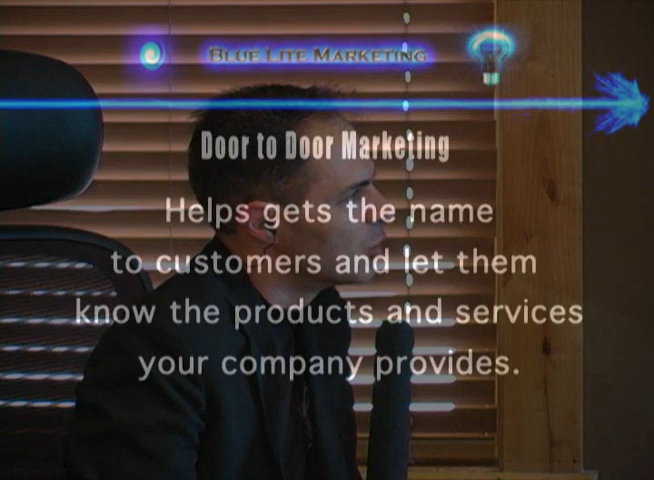 Blue Lite Marketing
Door to Door Marketing
Helps gets the name
to customers and let them
know the products and services
your company provides.